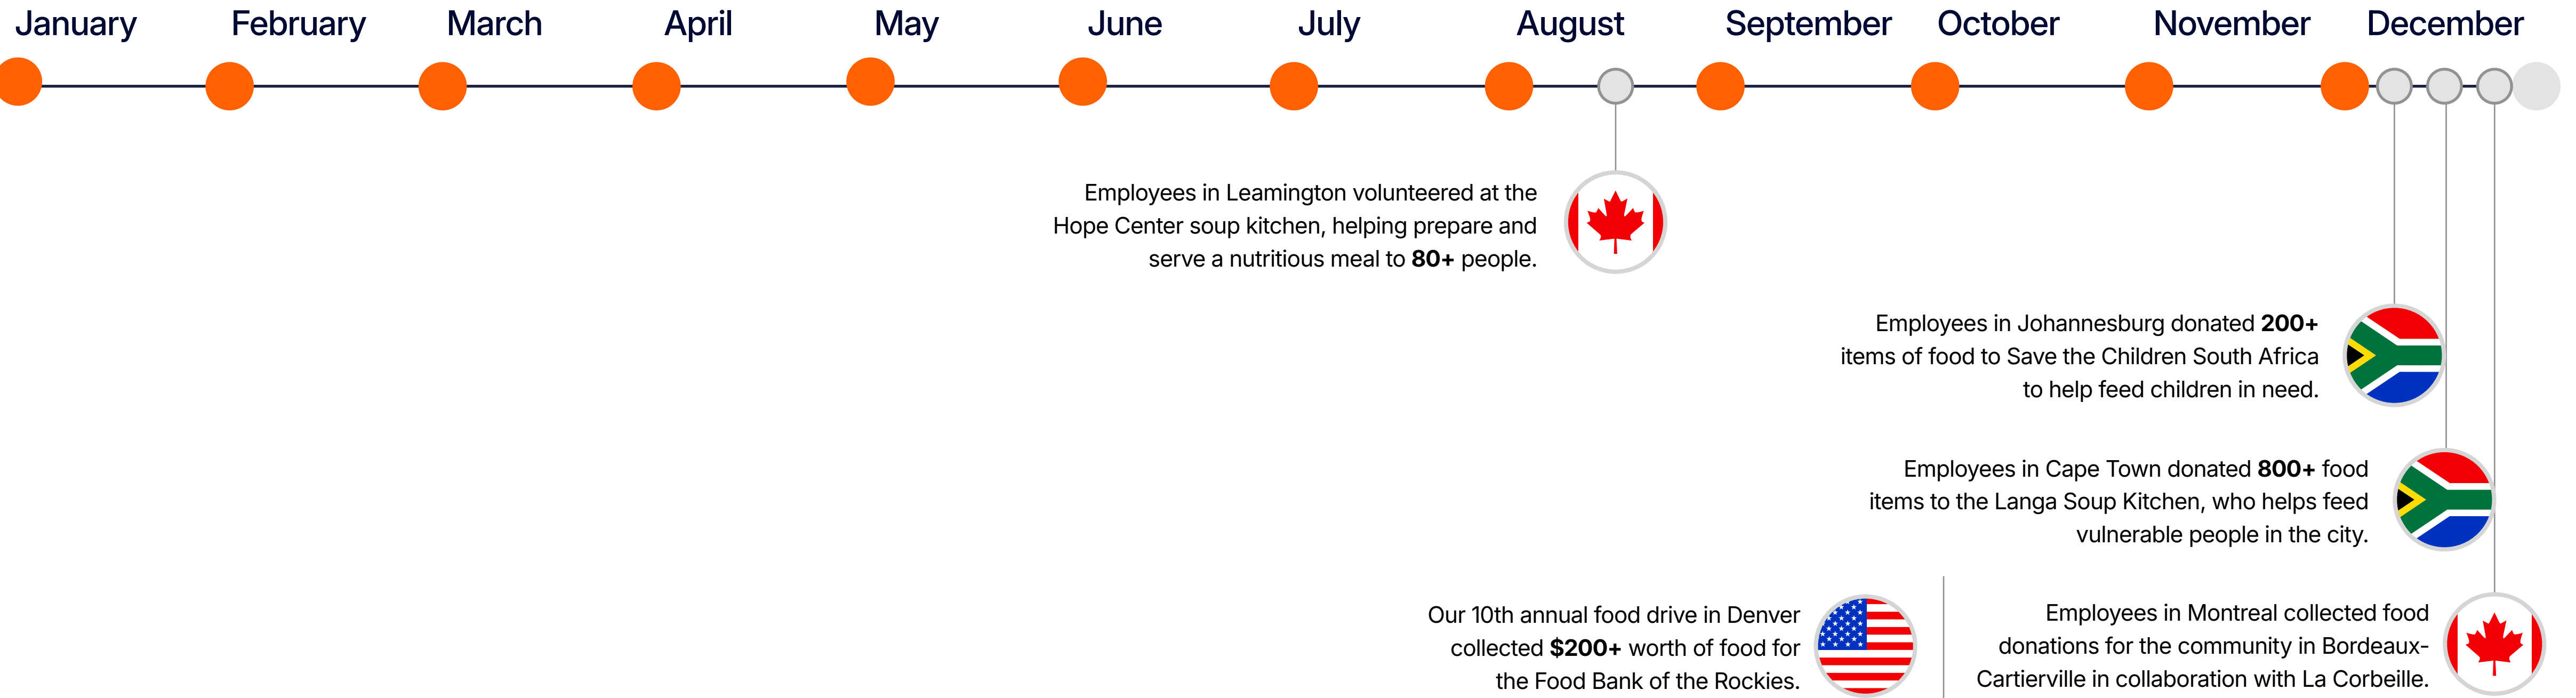 January February March April May June July August September October November December
Employees in Leamington volunteered at the
Hope Center soup kitchen, helping prepare and
serve a nutritious meal to 80+ people.
Employees in Johannesburg donated 200+
items of food to Save the Children South Africa
to help feed children in need.
Employees in Cape Town donated 800+ food
items to the Langa Soup Kitchen, who helps feed
vulnerable people in the city.
Our 10th annual food drive in Denver
collected $200+ worth of food for
the Food Bank of the Rockies.
Employees in Montreal collected food
donations for the community in Bordeaux-
Cartierville in collaboration with La Corbeille.